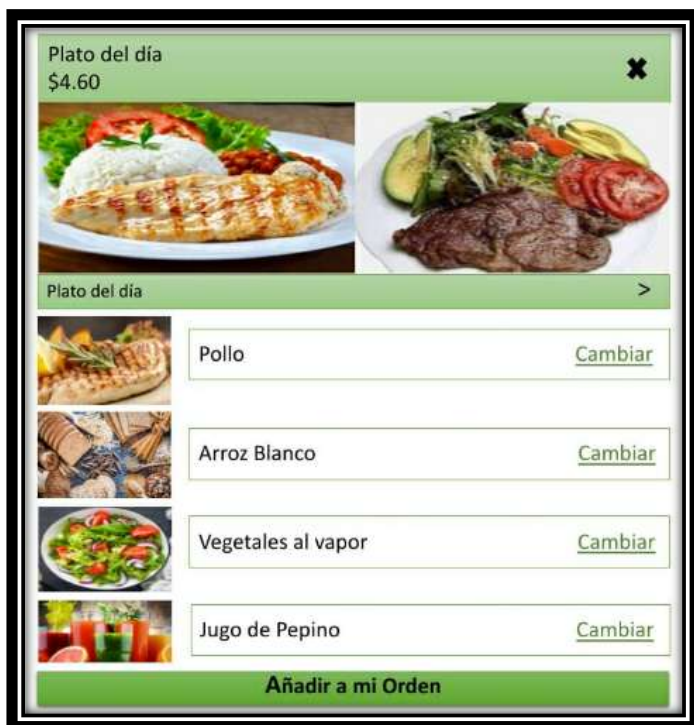 Plato del día
$4.60
✖
Plato del día >
Pollo Cambiar
Arroz Blanco Cambiar
Vegetales al vapor Cambiar
Jugo de Pepino Cambiar
Añadir a mi Orden